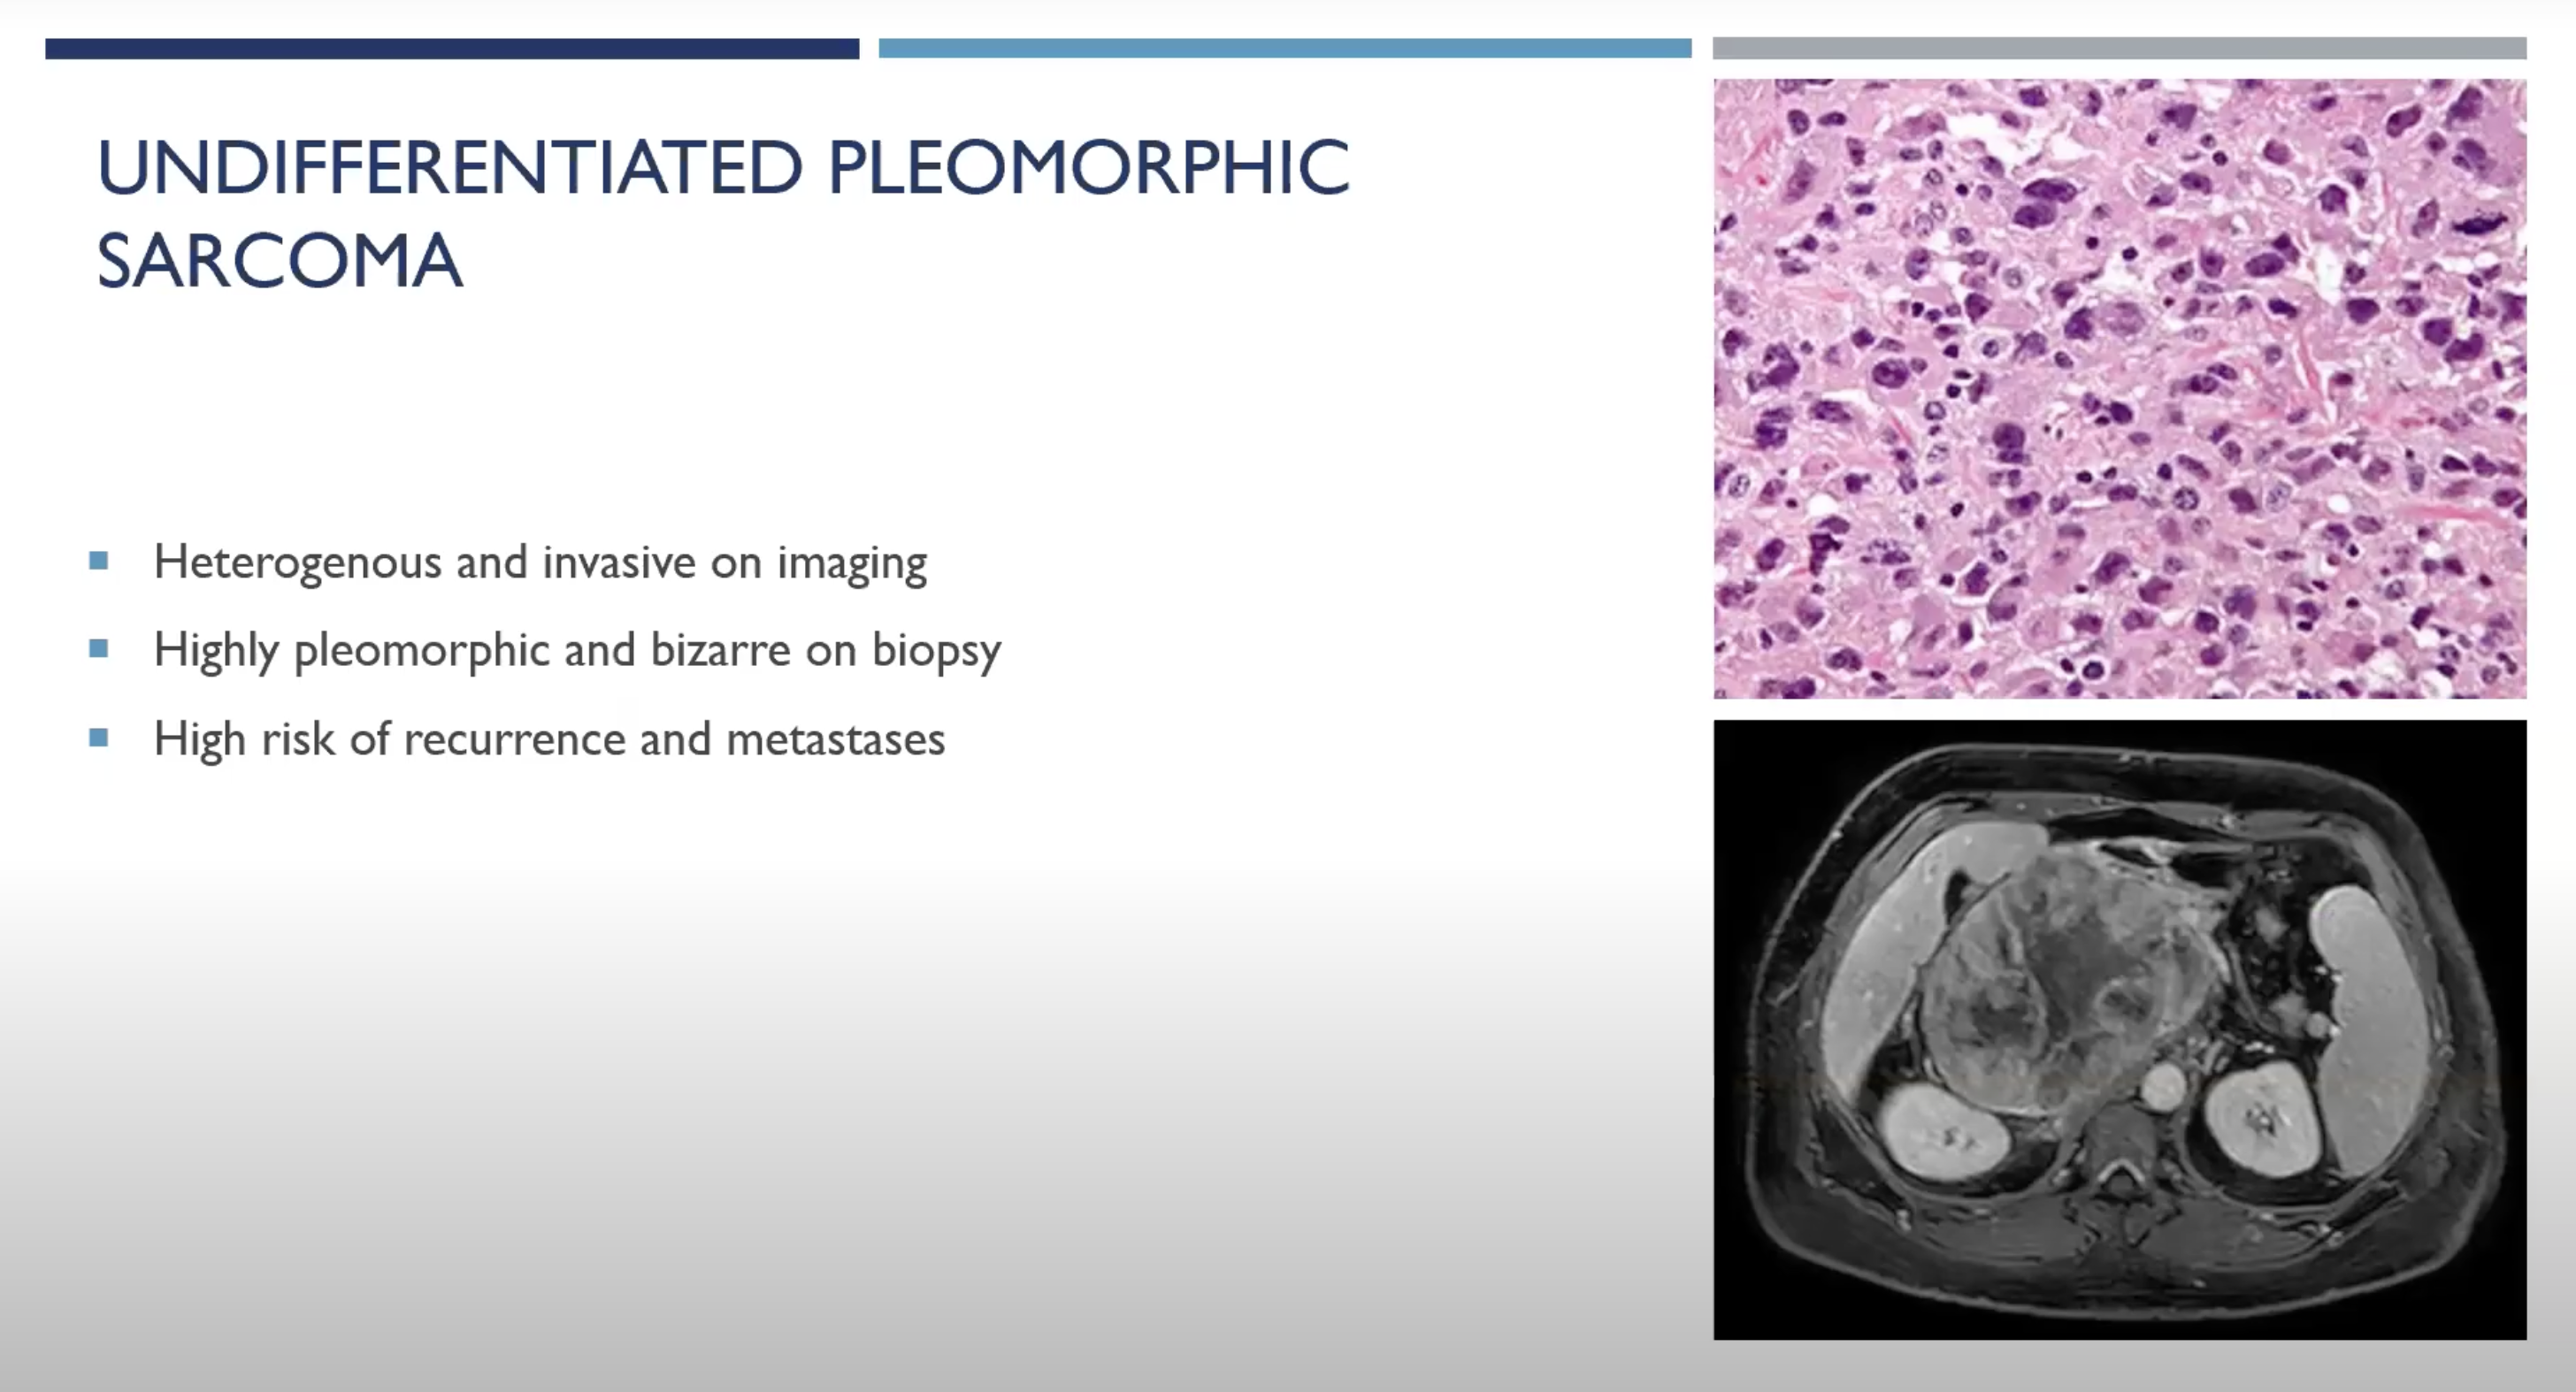 UNDIFFERENTIATED PLEOMORPHIC
SARCOMA
Heterogenous and invasive on imaging
Highly pleomorphic and bizarre on biopsy
High risk of recurrence and metastases